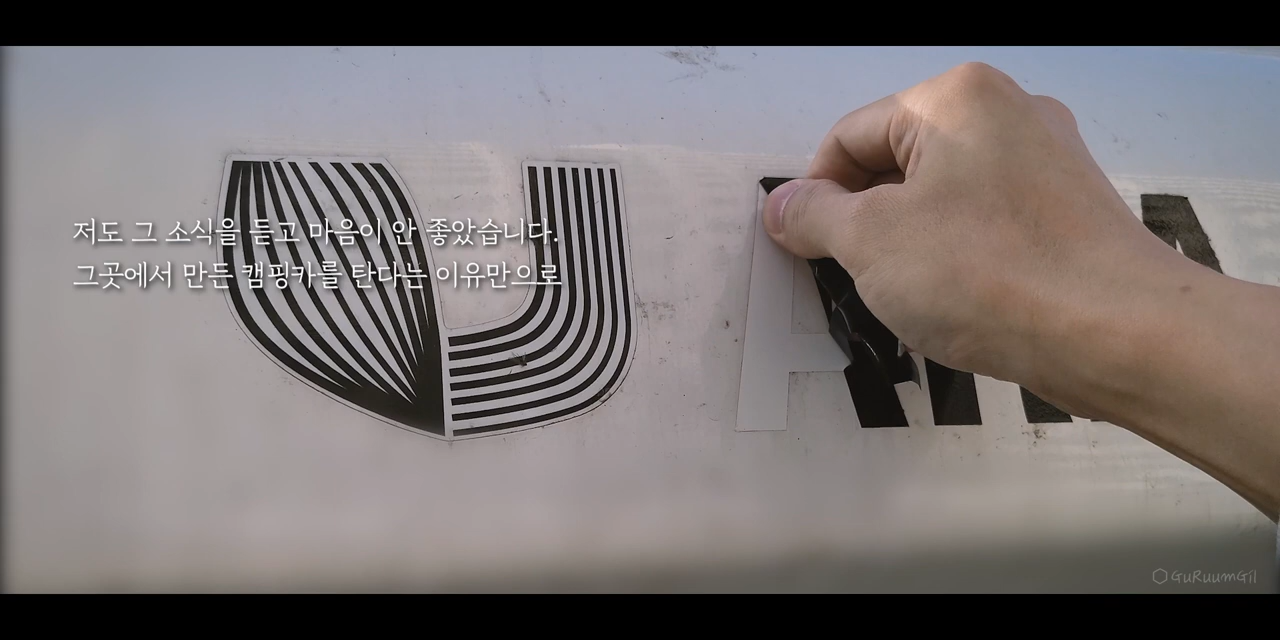 저도 그 소식을 듣고 마음이 안 좋았습니다.
그곳에서 만든 캠핑카를 탄다는 이유만으로
GuRuumGil